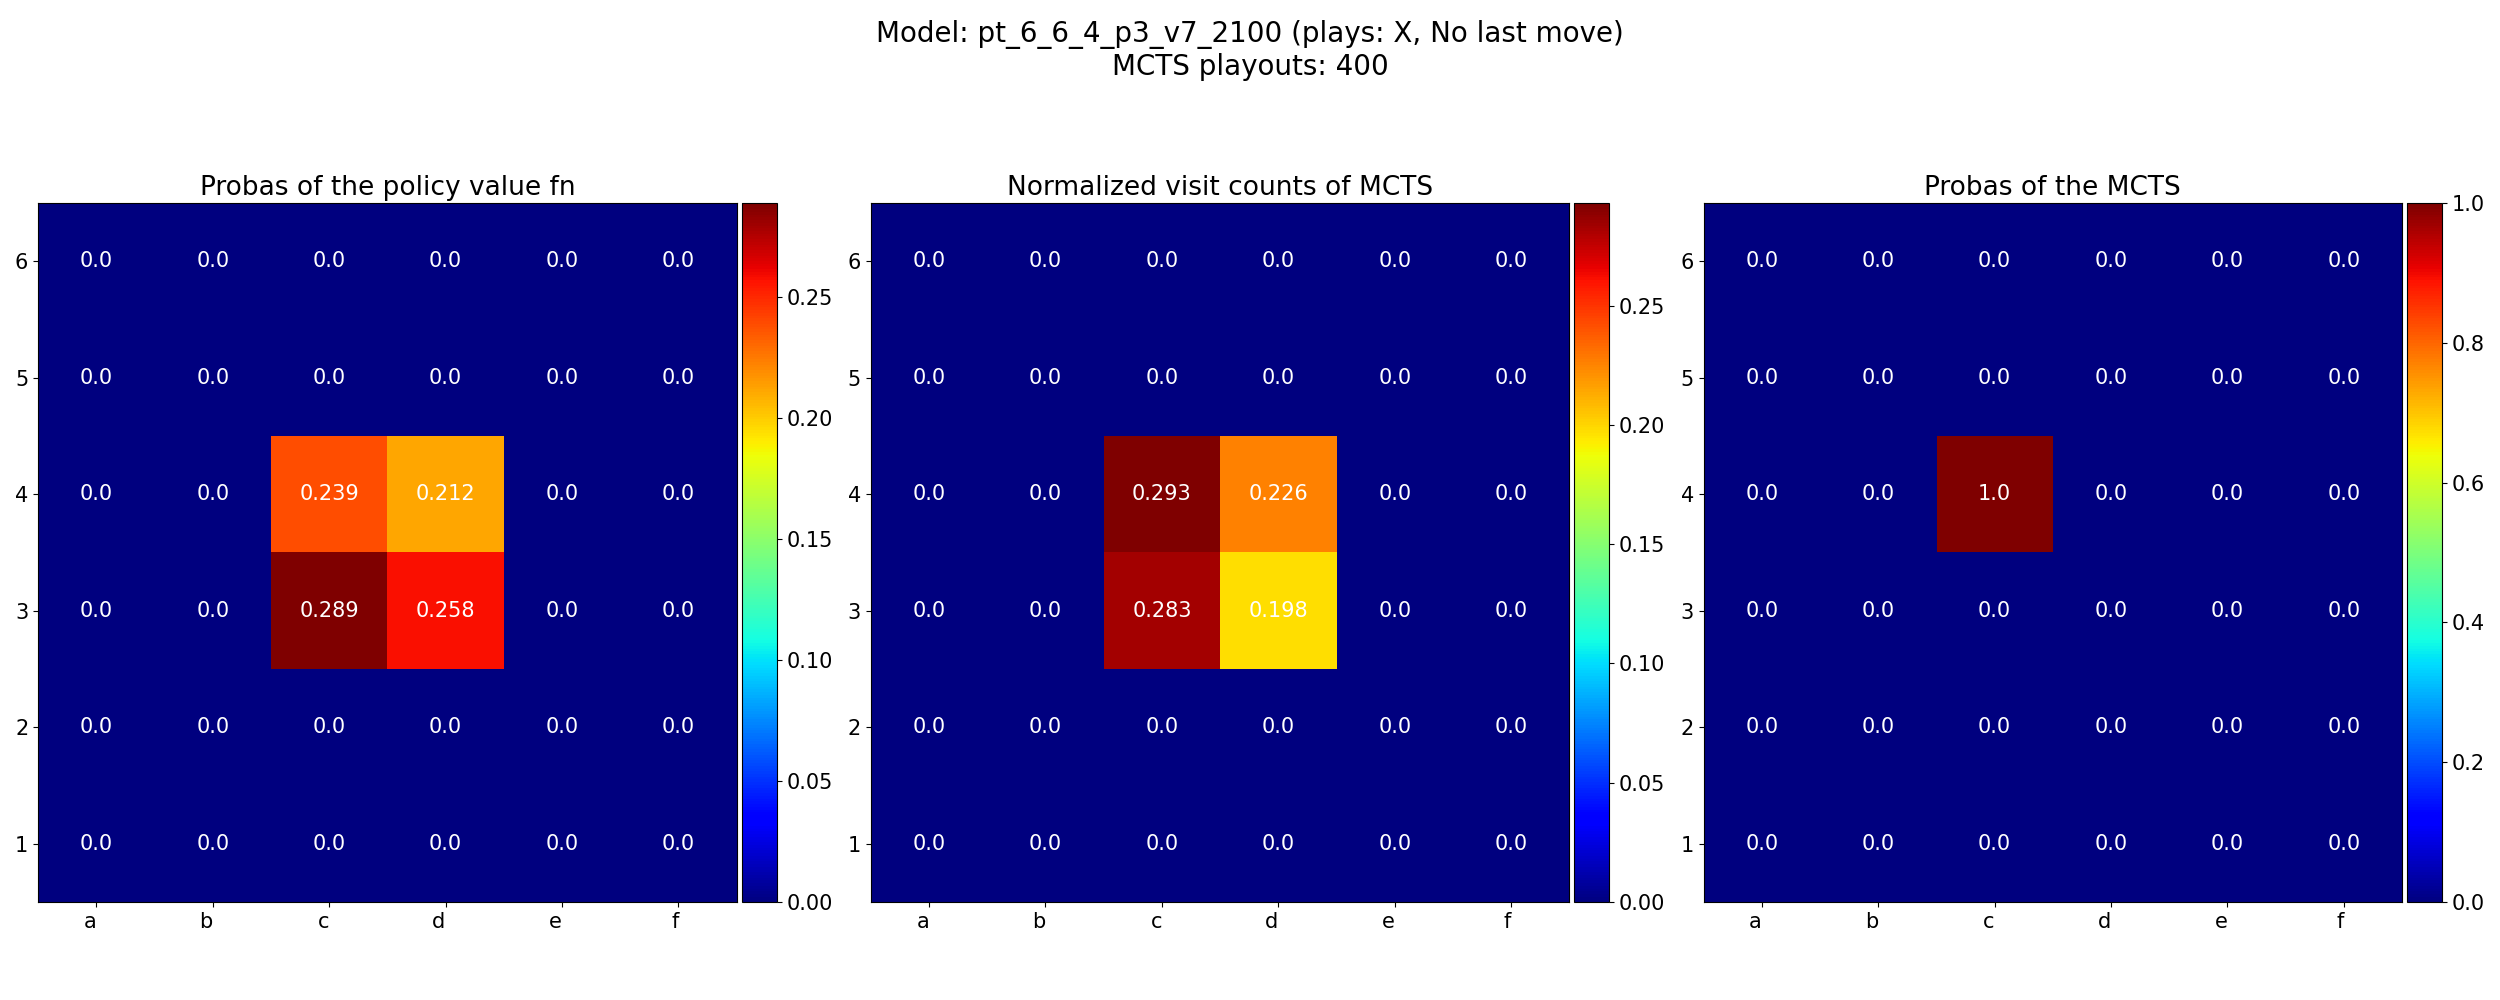 Model: pt_6_6_4_p3_v7_2100 (plays: X, No last move)
MCTS playouts: 400
Probas of the policy value fn
6 0.0 0.0 0.0 0.0 0.0 0.0
5 0.0 0.0 0.0 0.0 0.0 0.0
4 0.0 0.0 0.239 0.212 0.0 0.0
3 0.0 0.0 0.289 0.258 0.0 0.0
2 0.0 0.0 0.0 0.0 0.0 0.0
1 0.0 0.0 0.0 0.0 0.0 0.0
a b c d e f
0.25
0.20
0.15
0.10
0.05
0.00
Normalized visit counts of MCTS
6 0.0 0.0 0.0 0.0 0.0 0.0
5 0.0 0.0 0.0 0.0 0.0 0.0
4 0.0 0.0 0.293 0.226 0.0 0.0
3 0.0 0.0 0.283 0.198 0.0 0.0
2 0.0 0.0 0.0 0.0 0.0 0.0
1 0.0 0.0 0.0 0.0 0.0 0.0
a b c d e f
0.25
0.20
0.15
0.10
0.05
0.00
Probas of the MCTS
6 0.0 0.0 0.0 0.0 0.0 0.0
5 0.0 0.0 0.0 0.0 0.0 0.0
4 0.0 0.0 1.0 0.0 0.0 0.0
3 0.0 0.0 0.0 0.0 0.0 0.0
2 0.0 0.0 0.0 0.0 0.0 0.0
1 0.0 0.0 0.0 0.0 0.0 0.0
a b c d e f
1.0
0.8
0.6
0.4
0.2
0.0